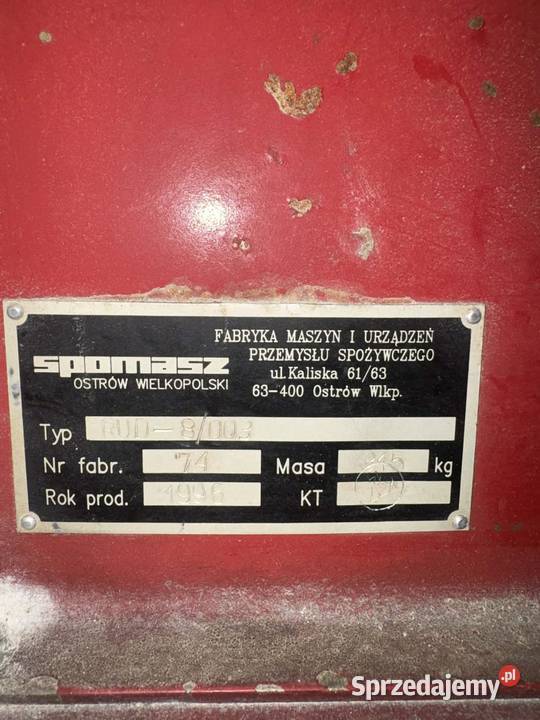 FABRYKA MASZYN I URZĄDZEŃ
PRZEMYSŁU SPOŻYWCZEGO
ul.Kaliska 61/63
63-400 Ostrów Wlkp.
spomasz
OSTRÓW WIELKOPOLSKI
Typ
Nr fabr. 74 Masa kg
Rok prod. 1996 KT
Sprzedajemy.pl